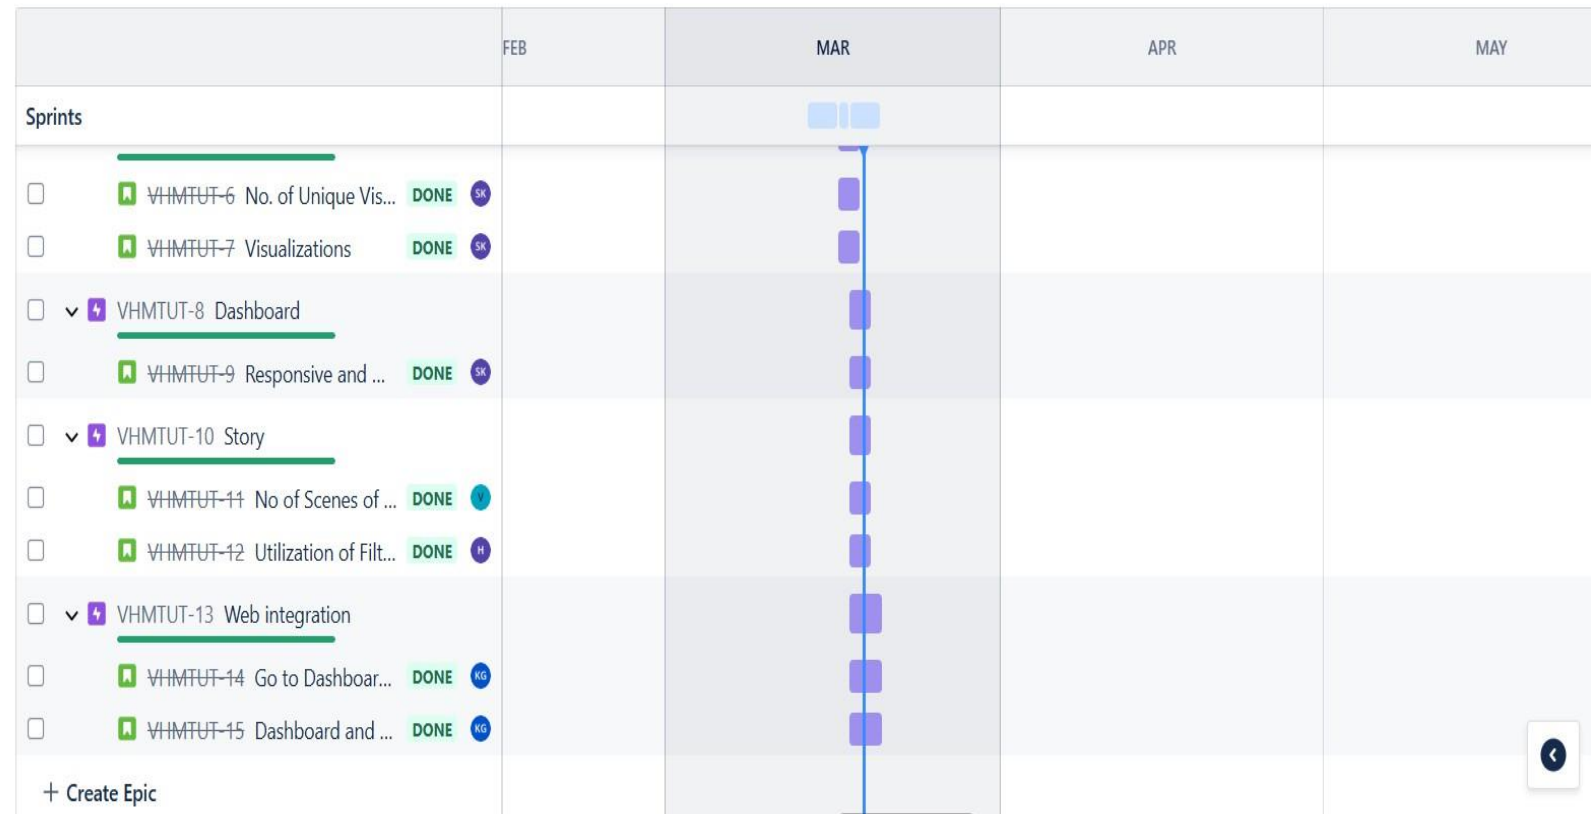 FEB MAR APR MAY
Sprints
VHMTUT-6 No. of Unique Vis... DONE SK
VHMTUT-7 Visualizations DONE SK
VHMTUT-8 Dashboard
VHMTUT-9 Responsive and ... DONE SK
VHMTUT-10 Story
VHMTUT-11 No of Scenes of ... DONE V
VHMTUT-12 Utilization of Filt... DONE H
VHMTUT-13 Web integration
VHMTUT-14 Go to Dashboar... DONE KG
VHMTUT-15 Dashboard and ... DONE KG
+ Create Epic